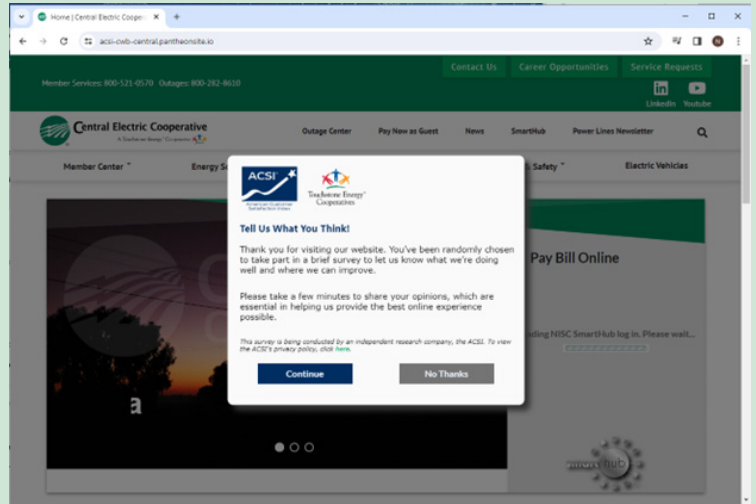 Home | Central Electric Cooper
acsi-cwb-central.pantheonsite.io
N
Contact Us Career Opportunities Service Requests
Member Services: 800-521-0570 Outages: 800-282-8610
in
LinkedIn Youtube
Central Electric Cooperative
A Touchstone Energy® Cooperative
Outage Center Pay Now as Guest News SmartHub Power Lines Newsletter
Member Center Energy S & Safety Electric Vehicles
ACSI®
American Customer
Satisfaction Index
Touchstone Energy®
Cooperatives
Tell Us What You Think!
Thank you for visiting our website. You've been randomly chosen
to take part in a brief survey to let us know what we're doing
well and where we can improve.
Please take a few minutes to share your opinions, which are
essential in helping us provide the best online experience
possible.
This survey is being conducted by an independent research company, the ACSI. To view
the ACSI's privacy policy, click here.
Continue No Thanks
Pay Bill Online
ding NISC SmartHub log in. Please wait...
a
hub